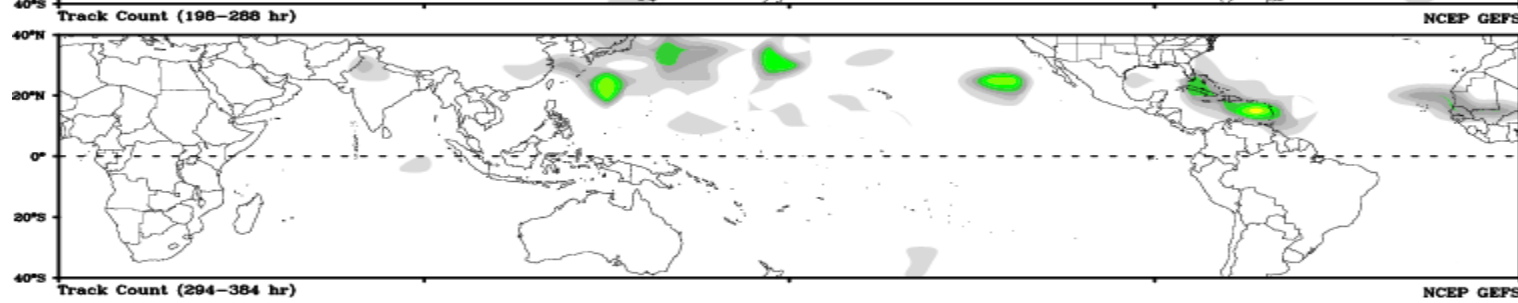 40°S
Track Count (198-288 hr) NCEP GEFS
40°N
20°N
0°
20°S
40°S
Track Count (294-384 hr) NCEP GEFS